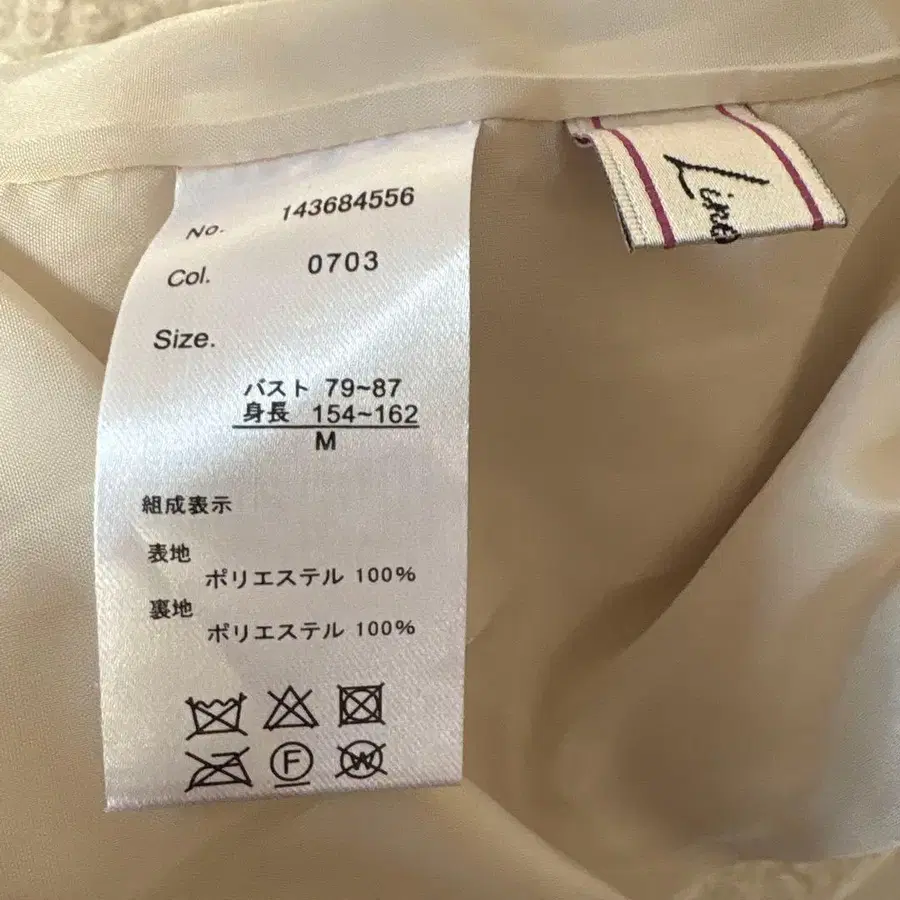 No. 143684556
Col. 0703
Size.
バスト 79~87
身長 154~162
M
組成表示
表地
ポリエステル 100%
裏地
ポリエステル 100%
F
W